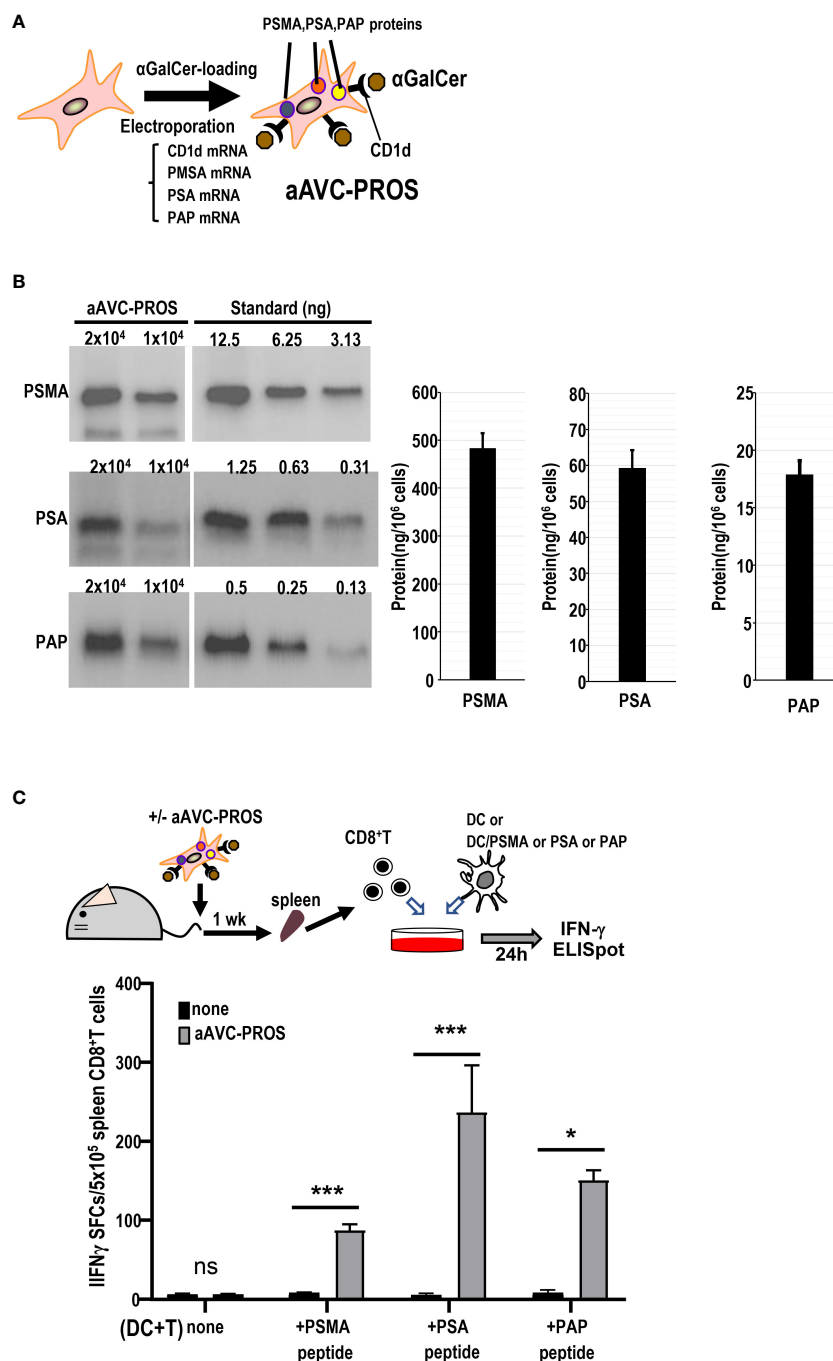 A
PSMA,PSA,PAP proteins
αGalCer-loading
αGalCer
Electroporation
CD1d mRNA
PMSA mRNA
PSA mRNA
PAP mRNA
CD1d
aAVC-PROS
B
aAVC-PROS Standard (ng)
2x10⁴ 1x10⁴ 12.5 6.25 3.13
PSMA
2x10⁴ 1x10⁴ 1.25 0.63 0.31
PSA
2x10⁴ 1x10⁴ 0.5 0.25 0.13
PAP
Protein(ng/10⁶ cells)
600
500
400
300
200
100
0
PSMA
Protein(ng/10⁶ cells)
80
70
60
50
40
30
20
10
0
PSA
Protein(ng/10⁶ cells)
25
20
15
10
5
0
PAP
C
+/- aAVC-PROS
1 wk
spleen
CD8⁺T
DC or
DC/PSMA or PSA or PAP
24h
IFN-γ
ELISpot
IIFNγ SFCs/5x10⁵ spleen CD8⁺T cells
400
300
200
100
0
none
aAVC-PROS
ns
***
***
*
(DC+T) none
+PSMA
peptide
+PSA
peptide
+PAP
peptide